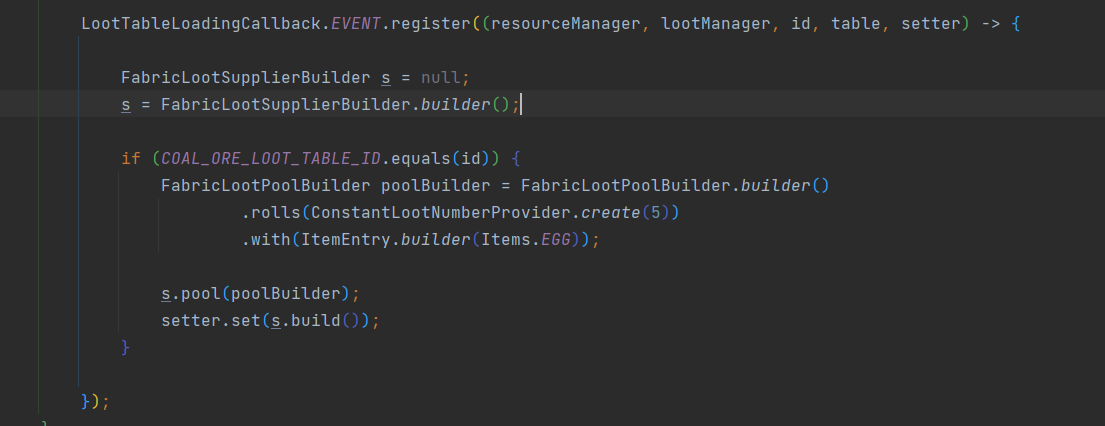 LootTableLoadingCallback.EVENT.register((resourceManager, lootManager, id, table, setter) -> {
FabricLootSupplierBuilder s = null;
s = FabricLootSupplierBuilder.builder();
if (COAL_ORE_LOOT_TABLE_ID.equals(id)) {
FabricLootPoolBuilder poolBuilder = FabricLootPoolBuilder.builder()
.rolls(ConstantLootNumberProvider.create(5))
.with(ItemEntry.builder(Items.EGG));
s.pool(poolBuilder);
setter.set(s.build());
}
});
}